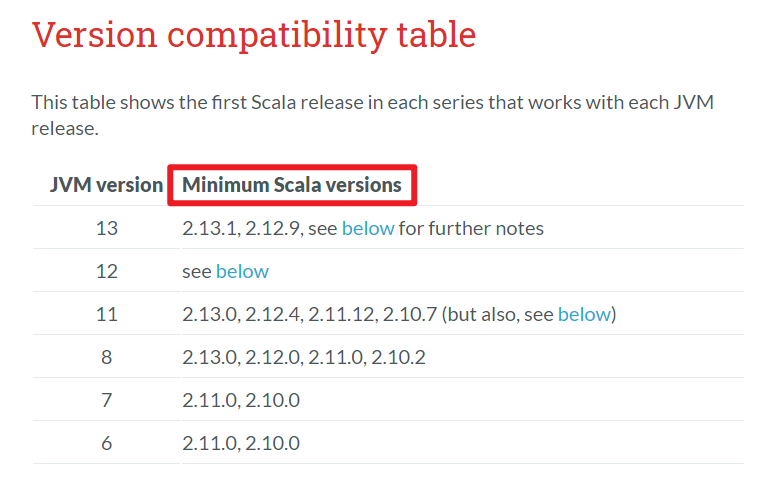 Version compatibility table
This table shows the first Scala release in each series that works with each JVM
release.
JVM version Minimum Scala versions
13 2.13.1, 2.12.9, see below for further notes
12 see below
11 2.13.0, 2.12.4, 2.11.12, 2.10.7 (but also, see below)
8 2.13.0, 2.12.0, 2.11.0, 2.10.2
7 2.11.0, 2.10.0
6 2.11.0, 2.10.0